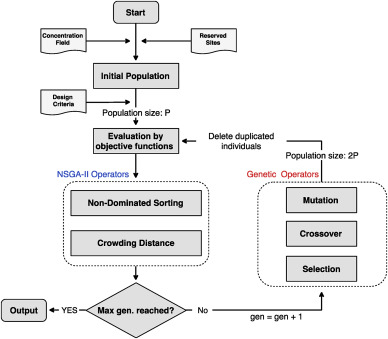 Start
Concentration
Field
Reserved
Sites
Initial Population
Design
Criteria
Population size: P
Evaluation by
objective functions
Delete duplicated
individuals
Population size: 2P
NSGA-II Operators
Genetic Operators
Non-Dominated Sorting
Mutation
Crowding Distance
Crossover
Selection
Output
YES
Max gen. reached?
No
gen = gen + 1